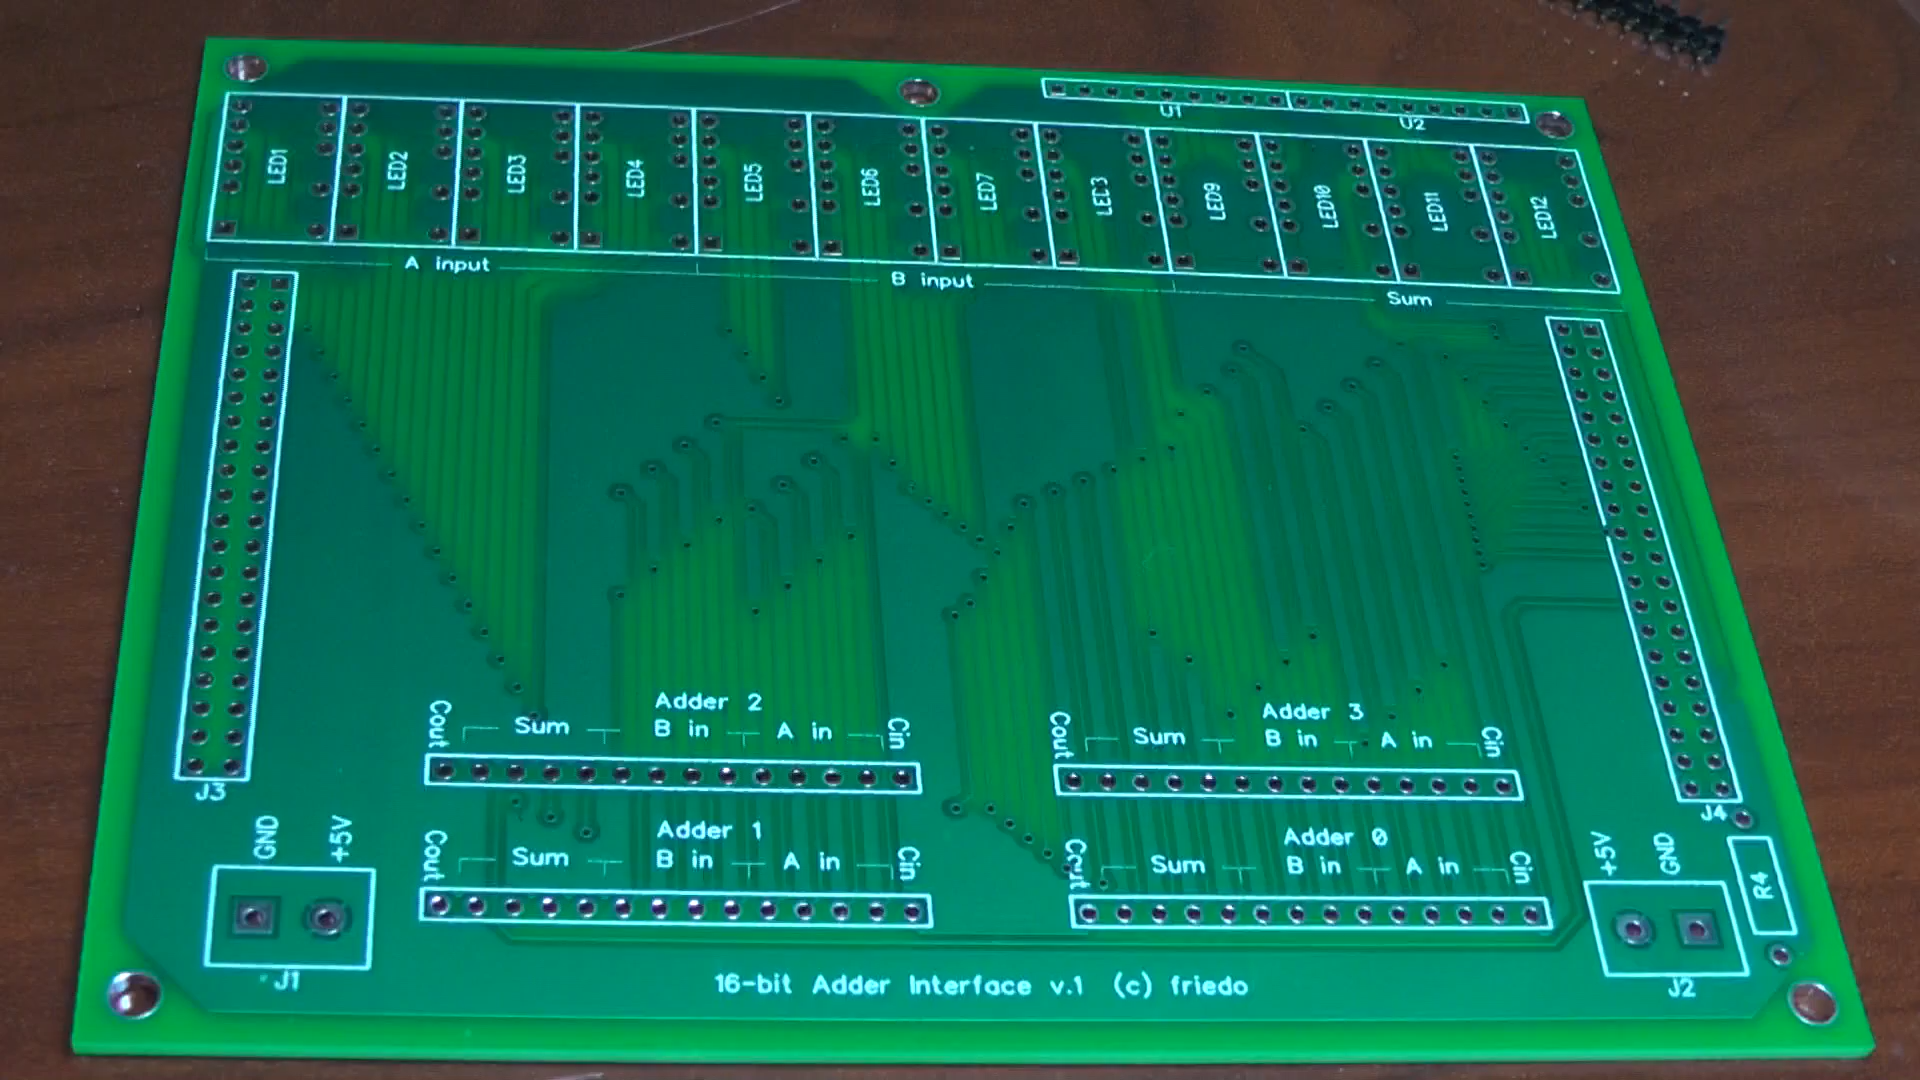 U1 U2
LED1 LED2 LED3 LED4 LED5 LED6 LED7 LED3 LED9 LED10 LED11 LED12
A input B input Sum
J3 J4
Adder 2
Cout Sum B in A in Cin
Adder 3
Cout Sum B in A in Cin
Adder 1
Cout Sum B in A in Cin
Adder 0
Cout Sum B in A in Cin
GND +5V
J1
+5V GND
J2
R4
16-bit Adder Interface v.1 (c) friedo